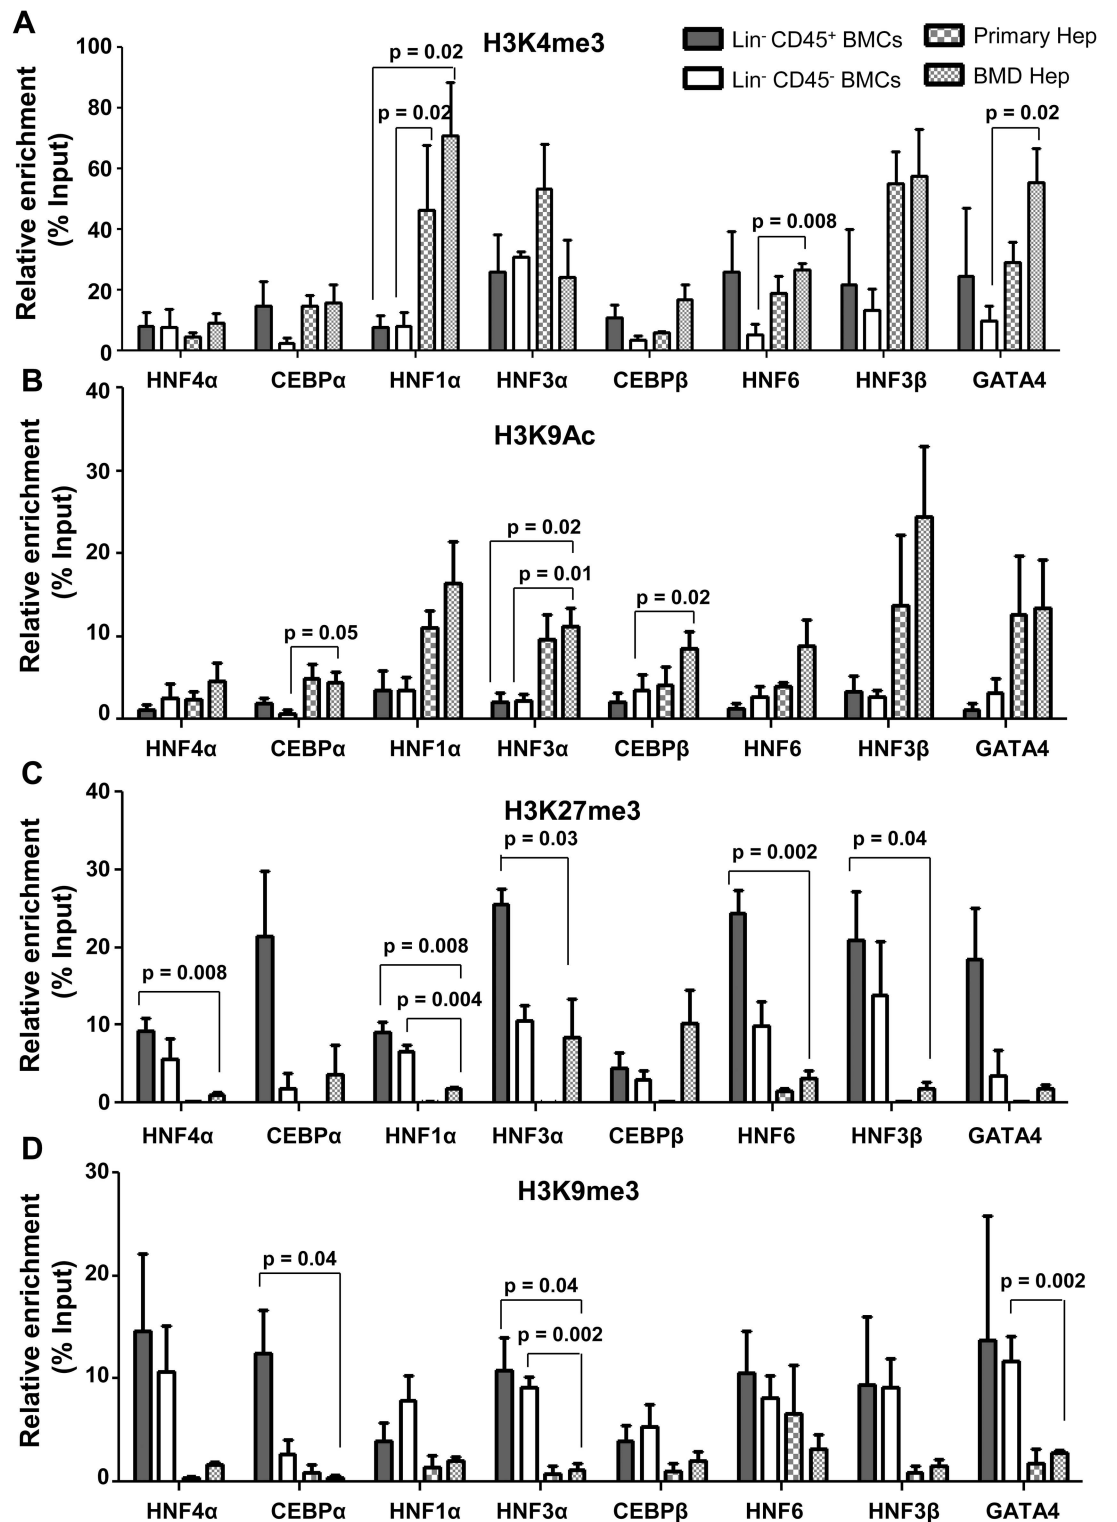 A
H3K4me3
Lin- CD45+ BMCs
Lin- CD45- BMCs
Primary Hep
BMD Hep
Relative enrichment
(% Input)
100
80
60
40
20
0
p = 0.02
p = 0.02
p = 0.008
p = 0.02
HNF4α CEBPα HNF1α HNF3α CEBPβ HNF6 HNF3β GATA4
B
H3K9Ac
Relative enrichment
(% Input)
40
30
20
10
0
p = 0.05
p = 0.02
p = 0.01
p = 0.02
HNF4α CEBPα HNF1α HNF3α CEBPβ HNF6 HNF3β GATA4
C
H3K27me3
Relative enrichment
(% Input)
40
30
20
10
0
p = 0.008
p = 0.008
p = 0.004
p = 0.03
p = 0.002
p = 0.04
HNF4α CEBPα HNF1α HNF3α CEBPβ HNF6 HNF3β GATA4
D
H3K9me3
Relative enrichment
(% Input)
30
20
10
0
p = 0.04
p = 0.04
p = 0.002
p = 0.002
HNF4α CEBPα HNF1α HNF3α CEBPβ HNF6 HNF3β GATA4